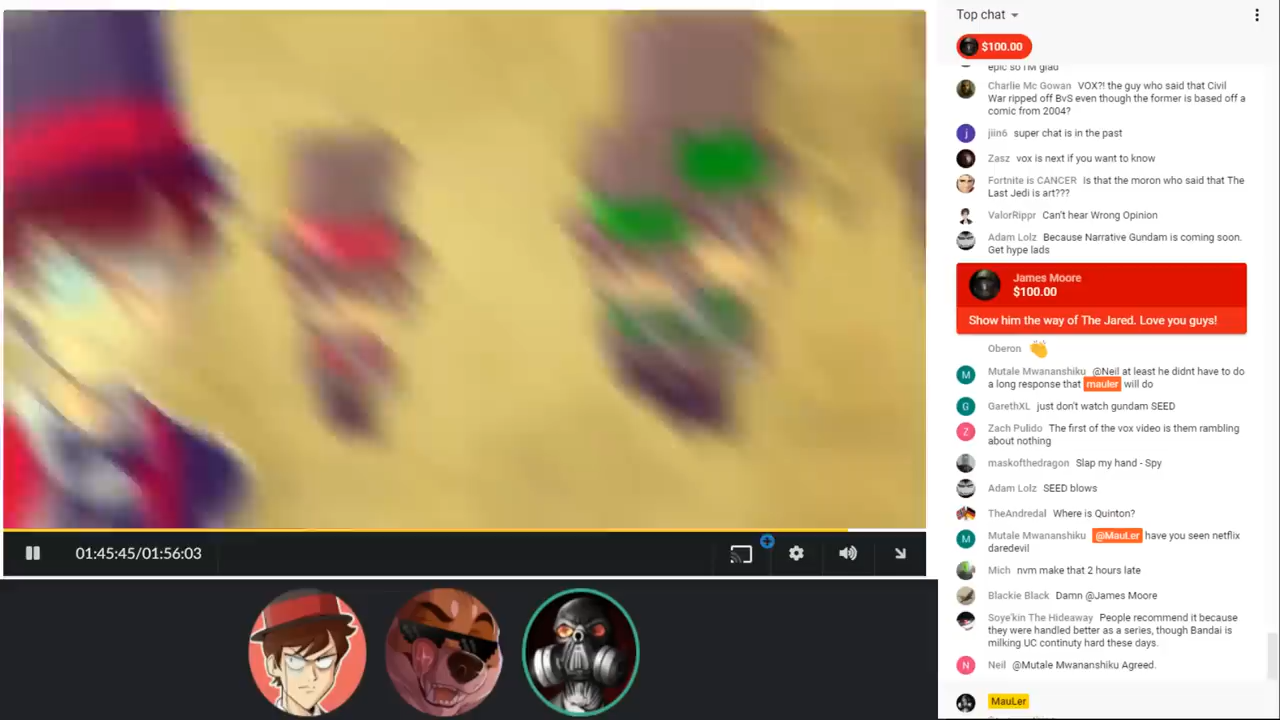 Top chat
$100.00
epic so I'm glad
Charlie Mc Gowan VOX?! the guy who said that Civil
War ripped off BvS even though the former is based off a
comic from 2004?
j
jiin6 super chat is in the past
Zasz vox is next if you want to know
Fortnite is CANCER Is that the moron who said that The
Last Jedi is art???
ValorRippr Can't hear Wrong Opinion
Adam Lolz Because Narrative Gundam is coming soon.
Get hype lads
James Moore
$100.00
Show him the way of The Jared. Love you guys!
Oberon
M
Mutale Mwananshiku @Neil at least he didnt have to do
a long response that mauler will do
G
GarethXL just don't watch gundam SEED
Z
Zach Pulido The first of the vox video is them rambling
about nothing
maskofthedragon Slap my hand - Spy
Adam Lolz SEED blows
TheAndredal Where is Quinton?
M
Mutale Mwananshiku @MauLer have you seen netflix
daredevil
Mich nvm make that 2 hours late
Blackie Black Damn @James Moore
Soye'kin The Hideaway People recommend it because
they were handled better as a series, though Bandai is
milking UC continuty hard these days.
N
Neil @Mutale Mwananshiku Agreed.
MauLer
01:45:45/01:56:03